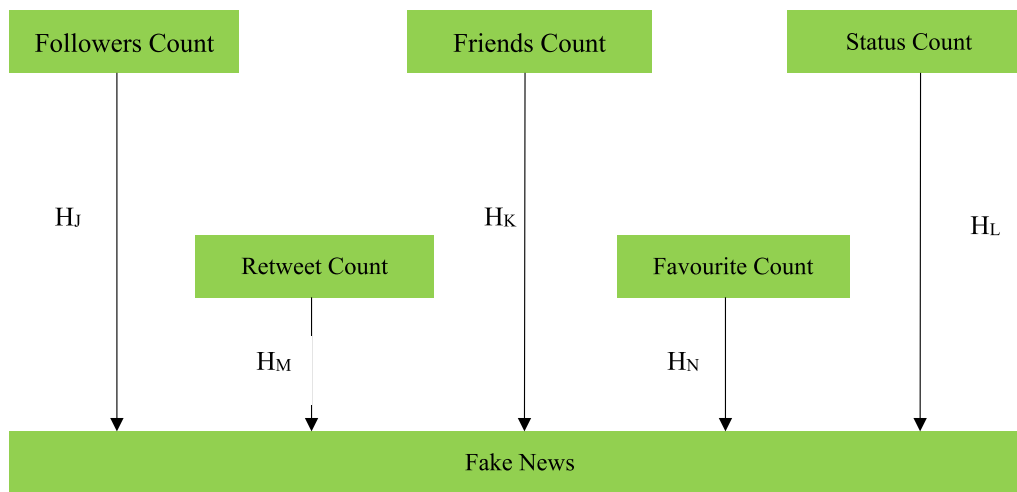 Followers Count
Friends Count
Status Count
HJ
HK
HL
Retweet Count
Favourite Count
HM
HN
Fake News